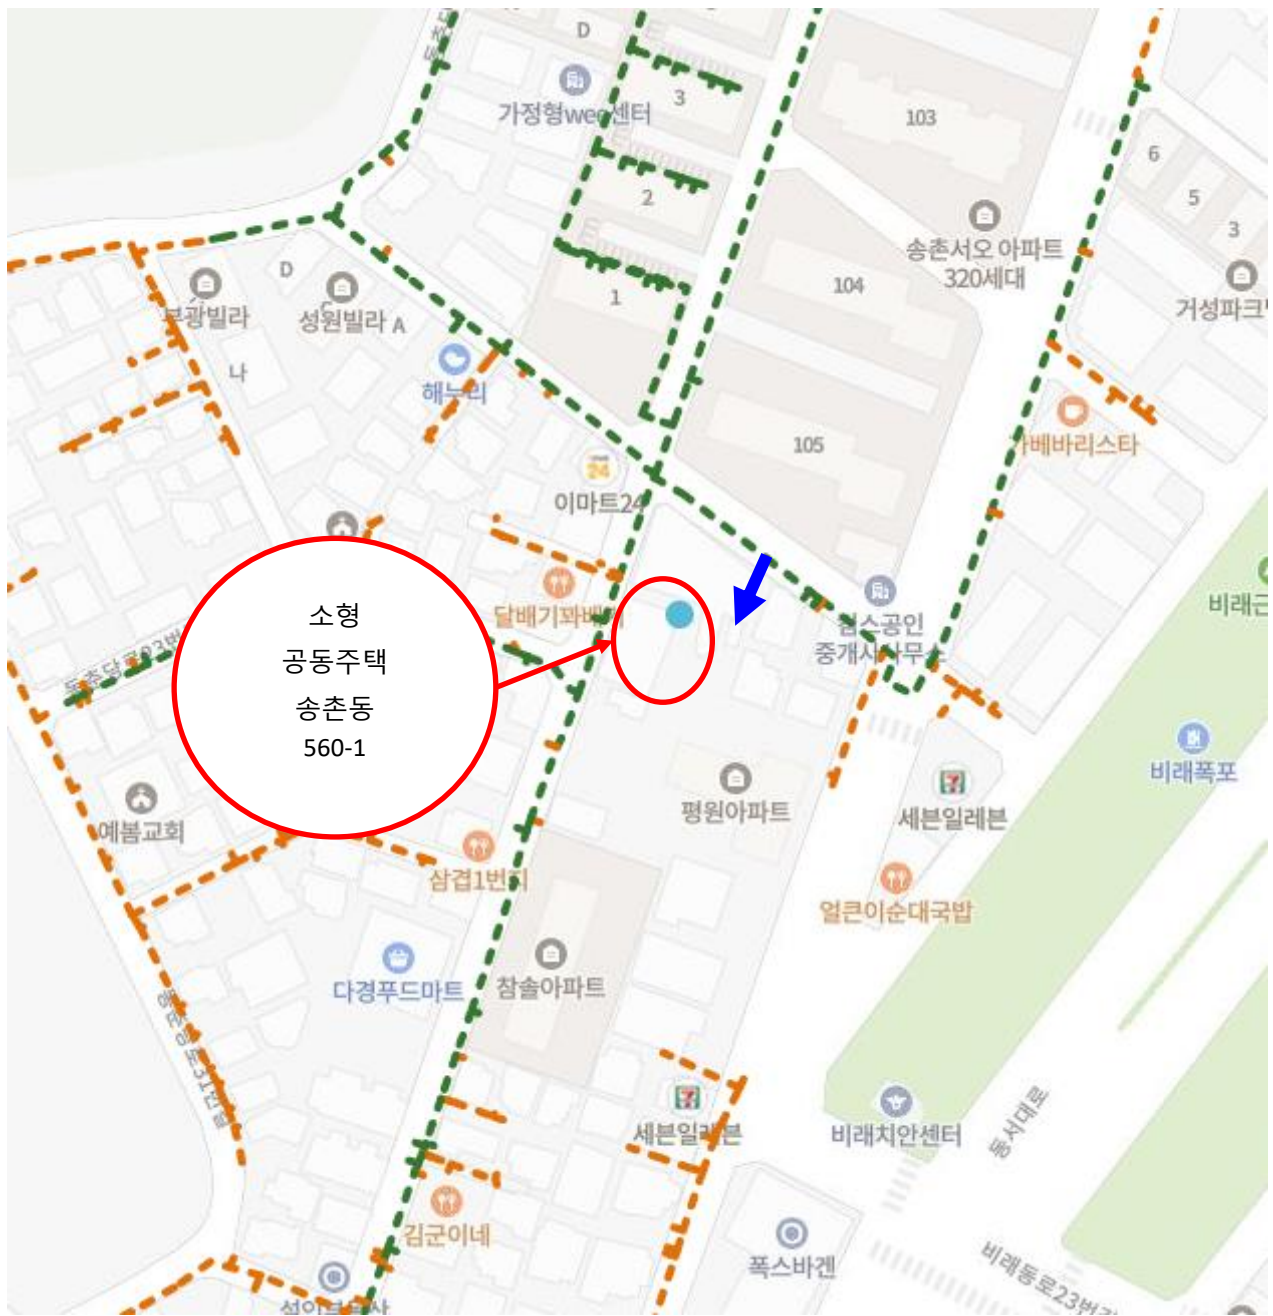 D
3
가정형wee센터
103
6
2
5
3
송촌서오 아파트
320세대
D
104
1
거성파크
보광빌라
성원빌라 A
나
해누리
105
카베바리스타
24
이마트24
달배기꽈배기
비래근
소형
공동주택
송촌동
560-1
중개사사무소
동춘당로93번
비래폭포
평원아파트
세븐일레븐
예봄교회
삼겹1번지
얼큰이순대국밥
다경푸드마트
참솔아파트
세븐일레븐
비래치안센터
동서대로
김군이네
폭스바겐
비래동로23번길